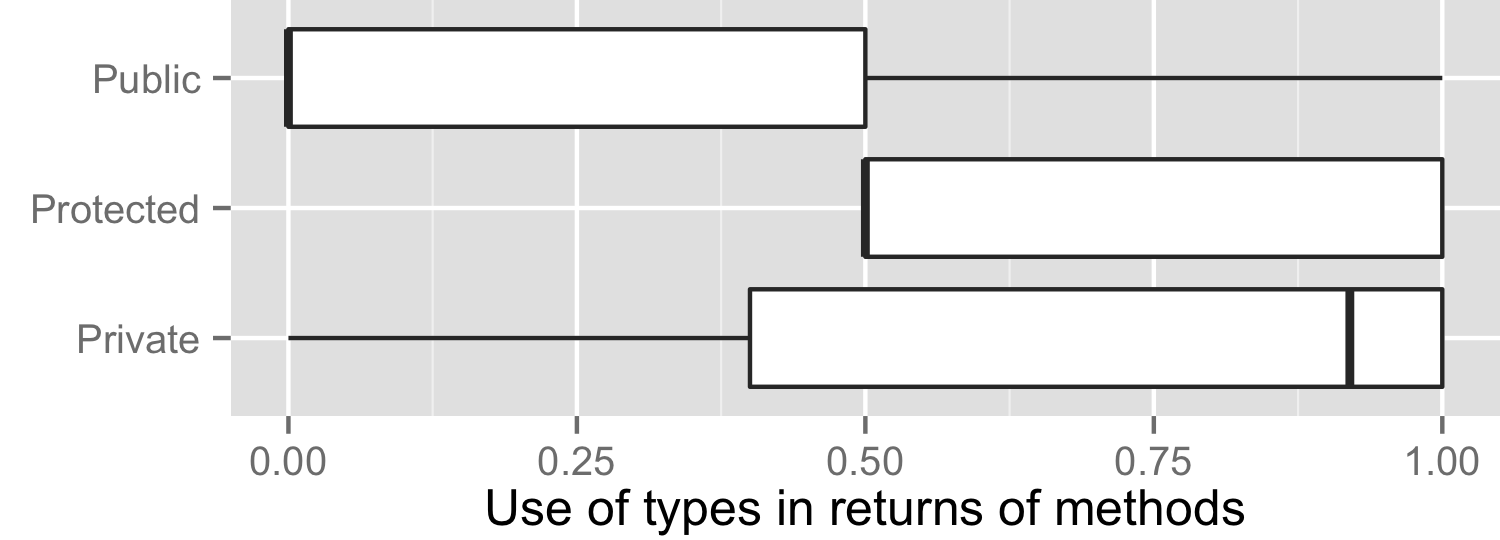 Public
Protected
Private
0.00 0.25 0.50 0.75 1.00
Use of types in returns of methods